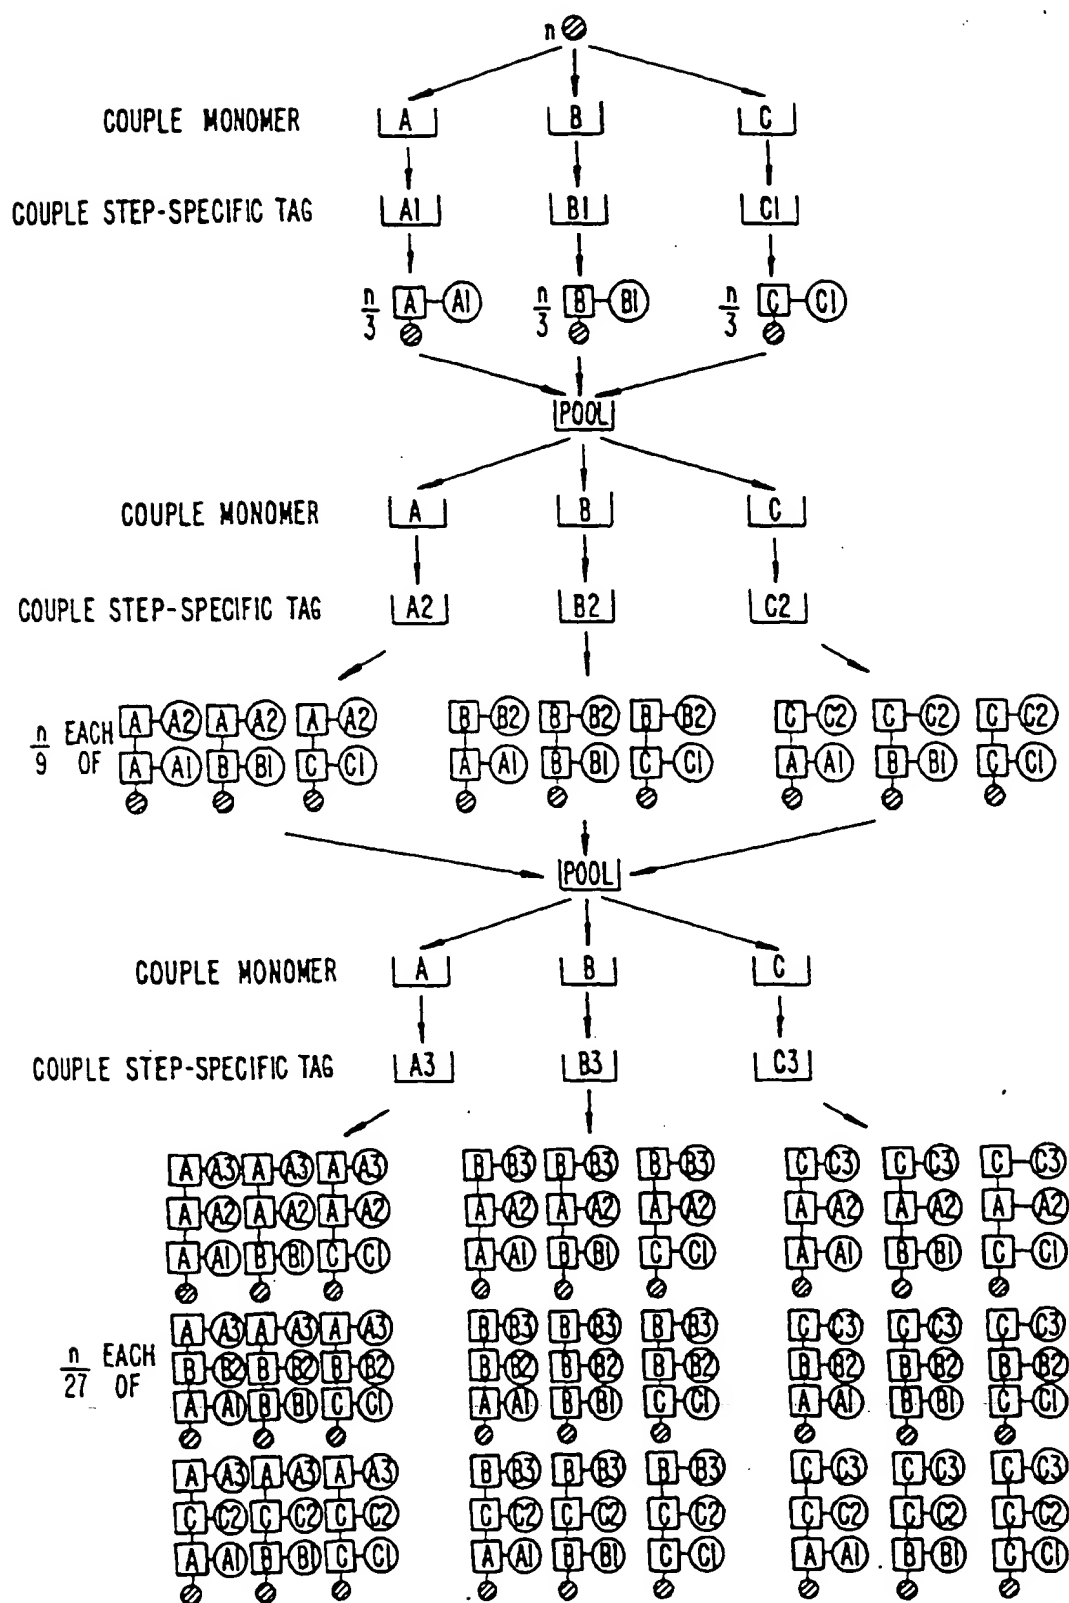 n
COUPLE MONOMER A B C
COUPLE STEP-SPECIFIC TAG A1 B1 C1
n/3 A A1 n/3 B B1 n/3 C C1
POOL
COUPLE MONOMER A B C
COUPLE STEP-SPECIFIC TAG A2 B2 C2
A A2 A A2 A A2 B B2 B B2 B B2 C C2 C C2 C C2
n/9 EACH OF A A1 B B1 C C1 A A1 B B1 C C1 A A1 B B1 C C1
POOL
COUPLE MONOMER A B C
COUPLE STEP-SPECIFIC TAG A3 B3 C3
A A3 A A3 A A3 B B3 B B3 B B3 C C3 C C3 C C3
A A2 A A2 A A2 A A2 A A2 A A2 A A2 A A2 A A2
A A1 B B1 C C1 A A1 B B1 C C1 A A1 B B1 C C1
A A3 A A3 A A3 B B3 B B3 B B3 C C3 C C3 C C3
n/27 EACH OF B B2 B B2 B B2 B B2 B B2 B B2 B B2 B B2 B B2
A A1 B B1 C C1 A A1 B B1 C C1 A A1 B B1 C C1
A A3 A A3 A A3 B B3 B B3 B B3 C C3 C C3 C C3
C C2 C C2 C C2 C C2 C C2 C C2 C C2 C C2 C C2
A A1 B B1 C C1 A A1 B B1 C C1 A A1 B B1 C C1